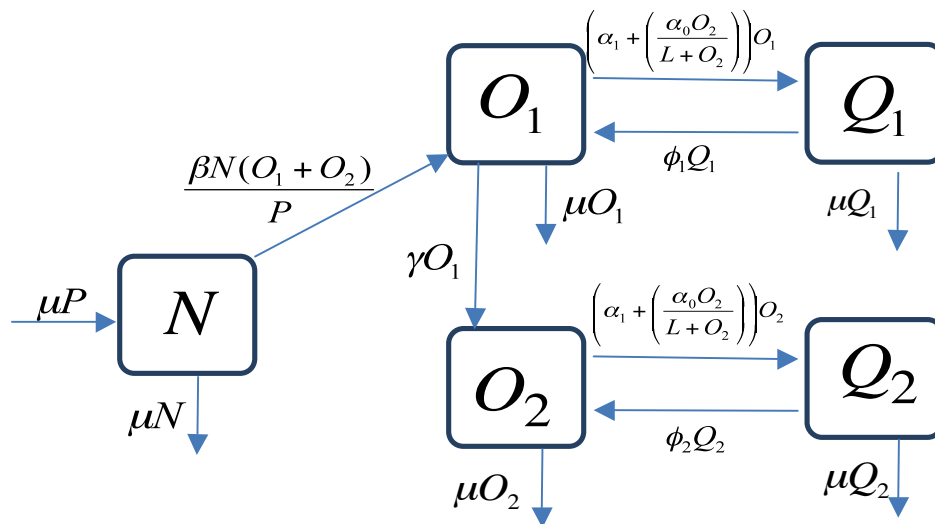 (α₁ + (α₀O₂ / (L + O₂)))O₁
O₁
Q₁
ϕ₁Q₁
βN(O₁ + O₂) / P
μO₁
μQ₁
γO₁
μP
N
(α₁ + (α₀O₂ / (L + O₂)))O₂
O₂
Q₂
ϕ₂Q₂
μN
μO₂
μQ₂